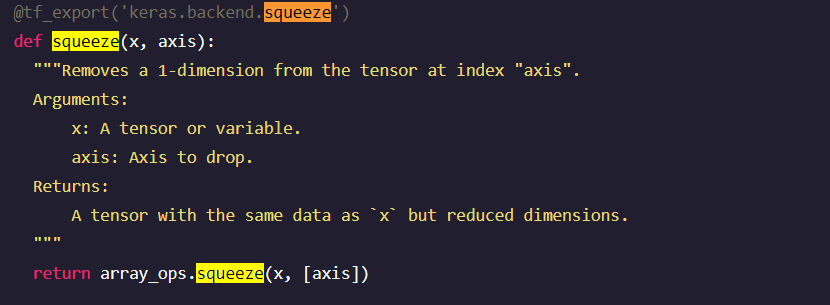 @tf_export('keras.backend.squeeze')
def squeeze(x, axis):
"""Removes a 1-dimension from the tensor at index "axis".
Arguments:
x: A tensor or variable.
axis: Axis to drop.
Returns:
A tensor with the same data as `x` but reduced dimensions.
"""
return array_ops.squeeze(x, [axis])